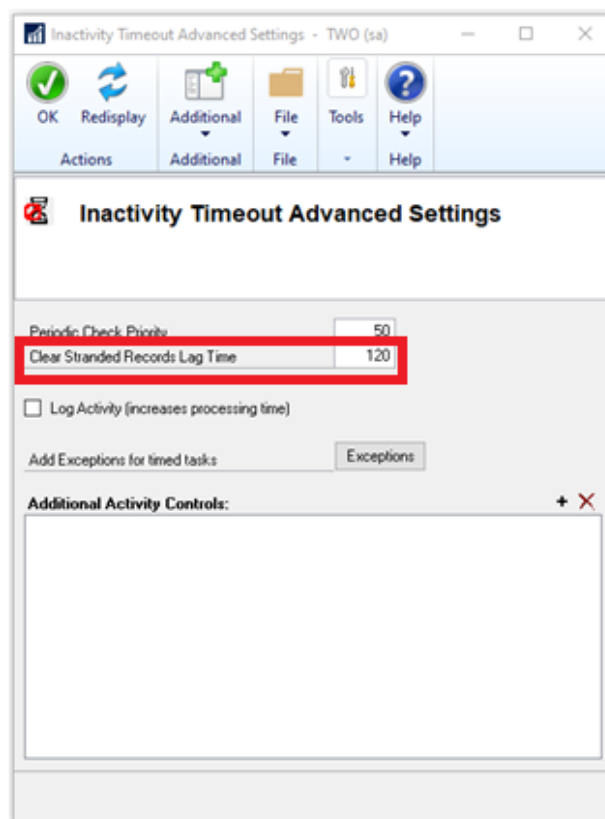 Inactivity Timeout Advanced Settings - TWO (sa)
OK Redisplay Additional File Tools Help
Actions Additional File Help
Inactivity Timeout Advanced Settings
Periodic Check Priority 50
Clear Stranded Records Lag Time 120
Log Activity (increases processing time)
Add Exceptions for timed tasks Exceptions
Additional Activity Controls: